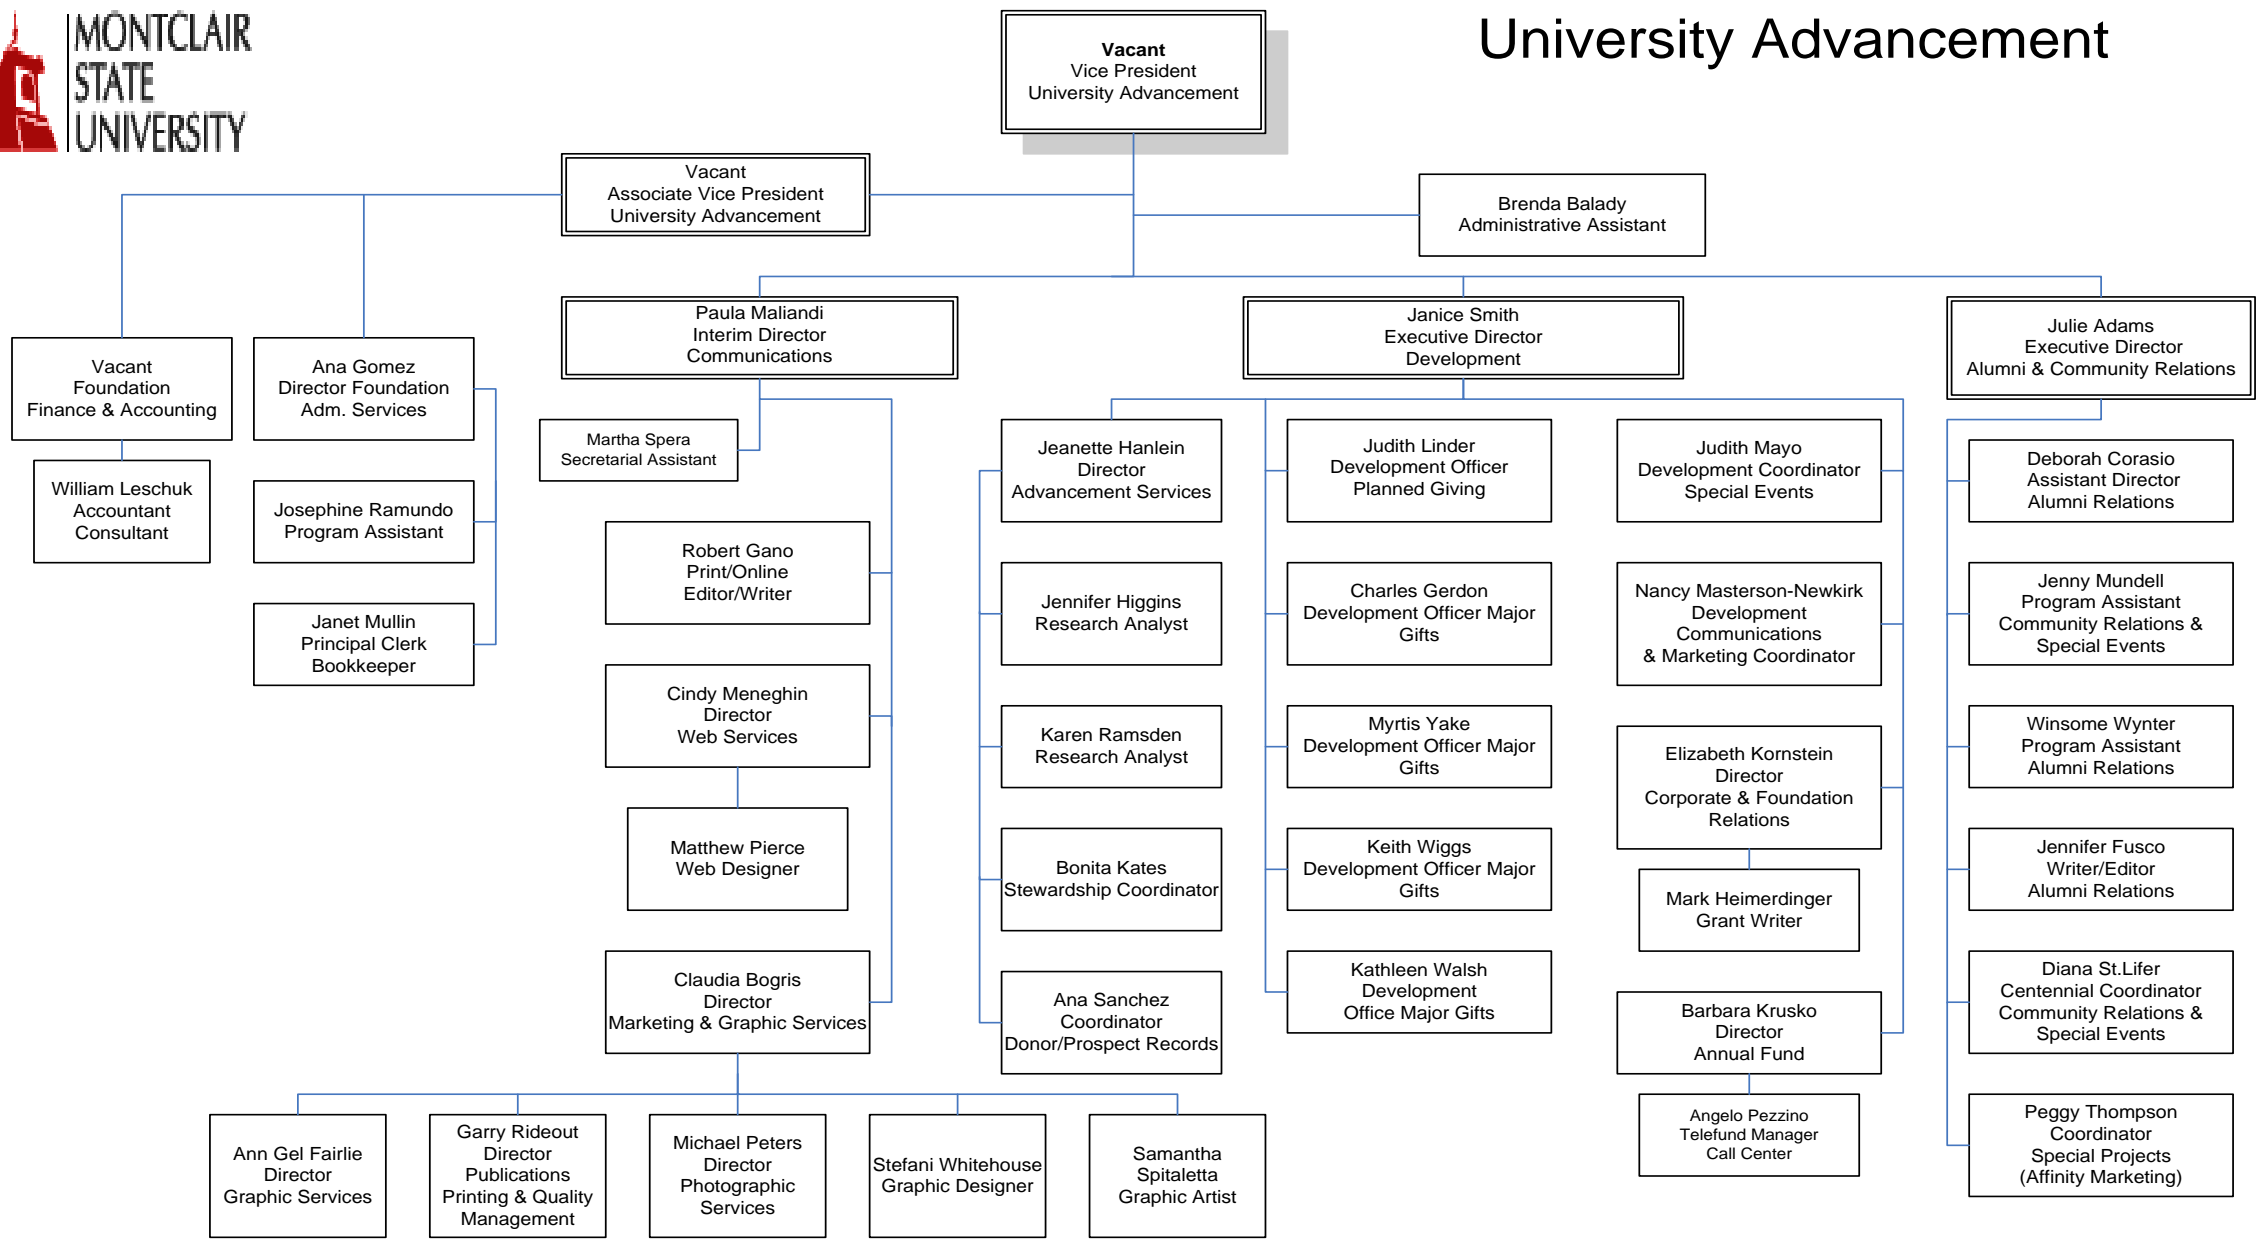 MONTCLAIR
STATE
UNIVERSITY
University Advancement
Vacant
Vice President
University Advancement
Vacant
Associate Vice President
University Advancement
Brenda Balady
Administrative Assistant
Vacant
Foundation
Finance & Accounting
William Leschuk
Accountant
Consultant
Ana Gomez
Director Foundation
Adm. Services
Josephine Ramundo
Program Assistant
Janet Mullin
Principal Clerk
Bookkeeper
Paula Maliandi
Interim Director
Communications
Martha Spera
Secretarial Assistant
Robert Gano
Print/Online
Editor/Writer
Cindy Meneghin
Director
Web Services
Matthew Pierce
Web Designer
Claudia Bogris
Director
Marketing & Graphic Services
Ann Gel Fairlie
Director
Graphic Services
Garry Rideout
Director
Publications
Printing & Quality
Management
Michael Peters
Director
Photographic
Services
Stefani Whitehouse
Graphic Designer
Samantha
Spitaletta
Graphic Artist
Janice Smith
Executive Director
Development
Jeanette Hanlein
Director
Advancement Services
Jennifer Higgins
Research Analyst
Karen Ramsden
Research Analyst
Bonita Kates
Stewardship Coordinator
Ana Sanchez
Coordinator
Donor/Prospect Records
Judith Linder
Development Officer
Planned Giving
Charles Gerdon
Development Officer Major
Gifts
Myrtis Yake
Development Officer Major
Gifts
Keith Wiggs
Development Officer Major
Gifts
Kathleen Walsh
Development
Office Major Gifts
Judith Mayo
Development Coordinator
Special Events
Nancy Masterson-Newkirk
Development
Communications
& Marketing Coordinator
Elizabeth Kornstein
Director
Corporate & Foundation
Relations
Mark Heimerdinger
Grant Writer
Barbara Krusko
Director
Annual Fund
Angelo Pezzino
Telefund Manager
Call Center
Julie Adams
Executive Director
Alumni & Community Relations
Deborah Corasio
Assistant Director
Alumni Relations
Jenny Mundell
Program Assistant
Community Relations &
Special Events
Winsome Wynter
Program Assistant
Alumni Relations
Jennifer Fusco
Writer/Editor
Alumni Relations
Diana St.Lifer
Centennial Coordinator
Community Relations &
Special Events
Peggy Thompson
Coordinator
Special Projects
(Affinity Marketing)